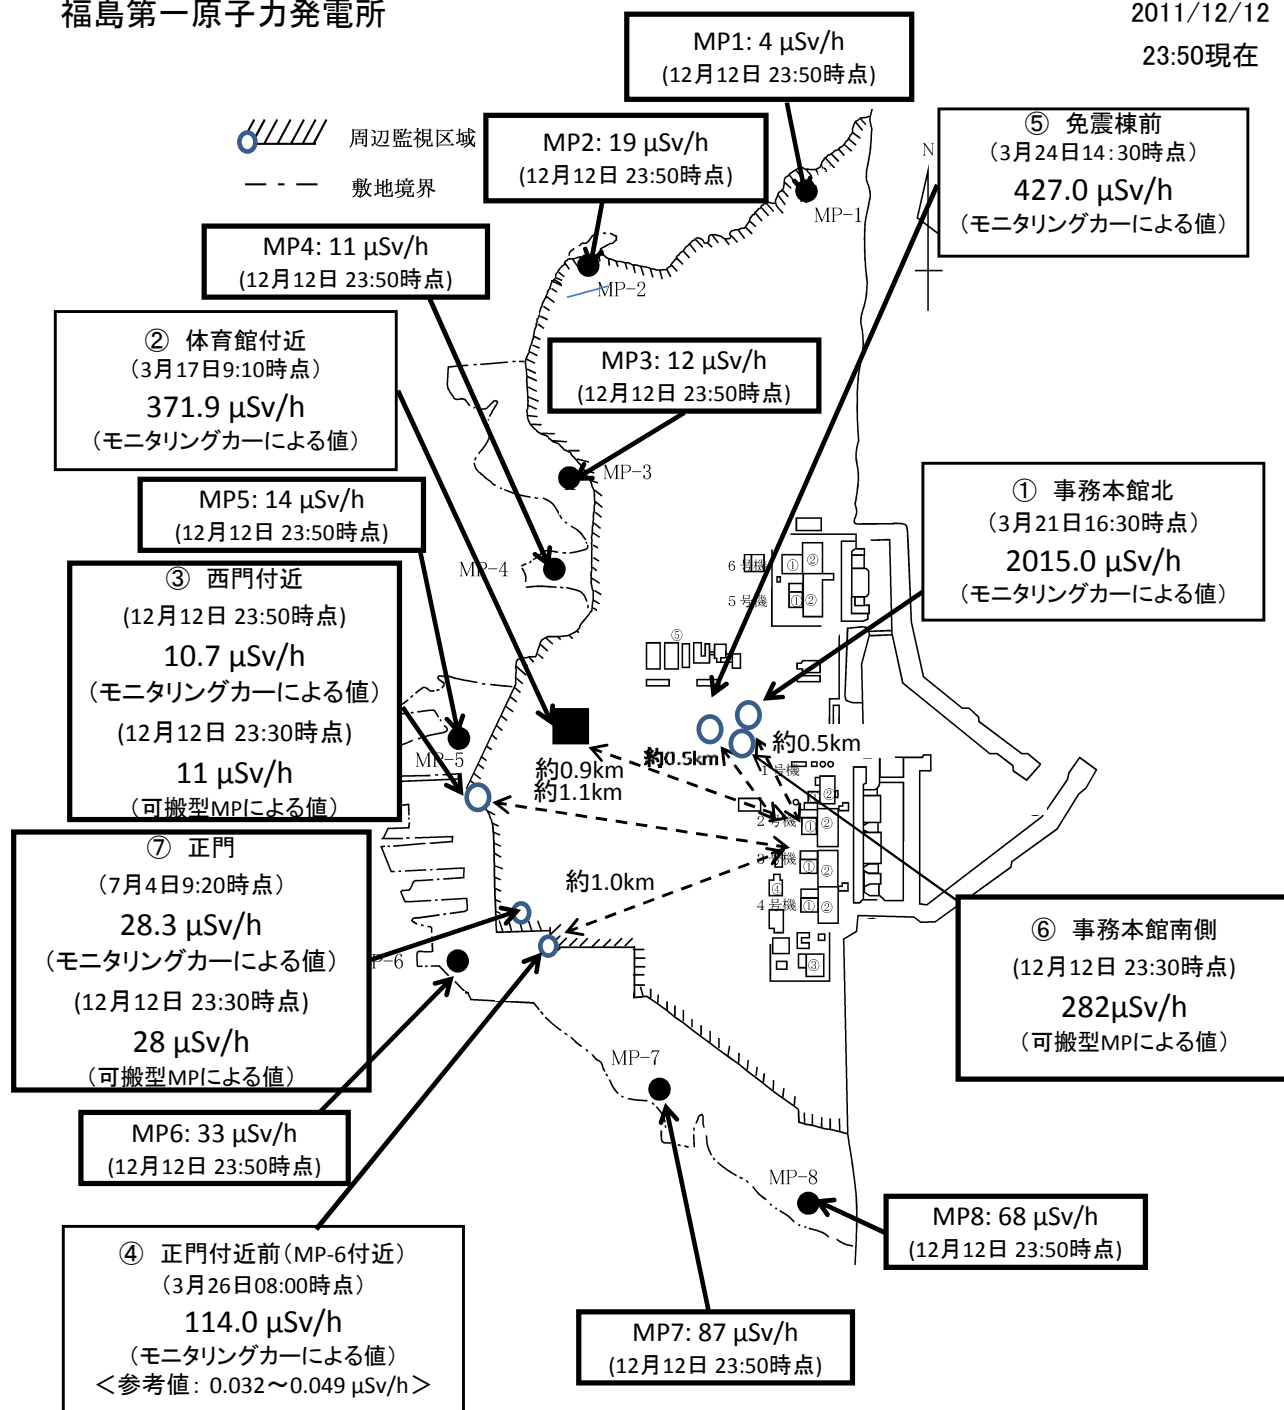 福島第一原子力発電所
2011/12/12
23:50現在
MP1: 4 μSv/h
(12月12日 23:50時点)
周辺監視区域
敷地境界
MP2: 19 μSv/h
(12月12日 23:50時点)
⑤ 免震棟前
(3月24日14:30時点)
427.0 μSv/h
(モニタリングカーによる値)
N
MP-1
MP4: 11 μSv/h
(12月12日 23:50時点)
MP-2
② 体育館付近
(3月17日9:10時点)
371.9 μSv/h
(モニタリングカーによる値)
MP3: 12 μSv/h
(12月12日 23:50時点)
MP-3
MP5: 14 μSv/h
(12月12日 23:50時点)
① 事務本館北
(3月21日16:30時点)
2015.0 μSv/h
(モニタリングカーによる値)
MP-4
6号機
① ②
5号機
① ②
⑤
③ 西門付近
(12月12日 23:50時点)
10.7 μSv/h
(モニタリングカーによる値)
(12月12日 23:30時点)
11 μSv/h
(可搬型MPによる値)
MP-5
約0.9km
約1.1km
約0.5km
約0.5km
1号機
① ②
2号機
① ②
3号機
① ②
④
4号機
① ②
③
約1.0km
⑦ 正門
(7月4日9:20時点)
28.3 μSv/h
(モニタリングカーによる値)
(12月12日 23:30時点)
28 μSv/h
(可搬型MPによる値)
P-6
⑥ 事務本館南側
(12月12日 23:30時点)
282μSv/h
(可搬型MPによる値)
MP-7
MP6: 33 μSv/h
(12月12日 23:50時点)
MP-8
MP8: 68 μSv/h
(12月12日 23:50時点)
④ 正門付近前(MP-6付近)
(3月26日08:00時点)
114.0 μSv/h
(モニタリングカーによる値)
<参考値: 0.032~0.049 μSv/h>
MP7: 87 μSv/h
(12月12日 23:50時点)